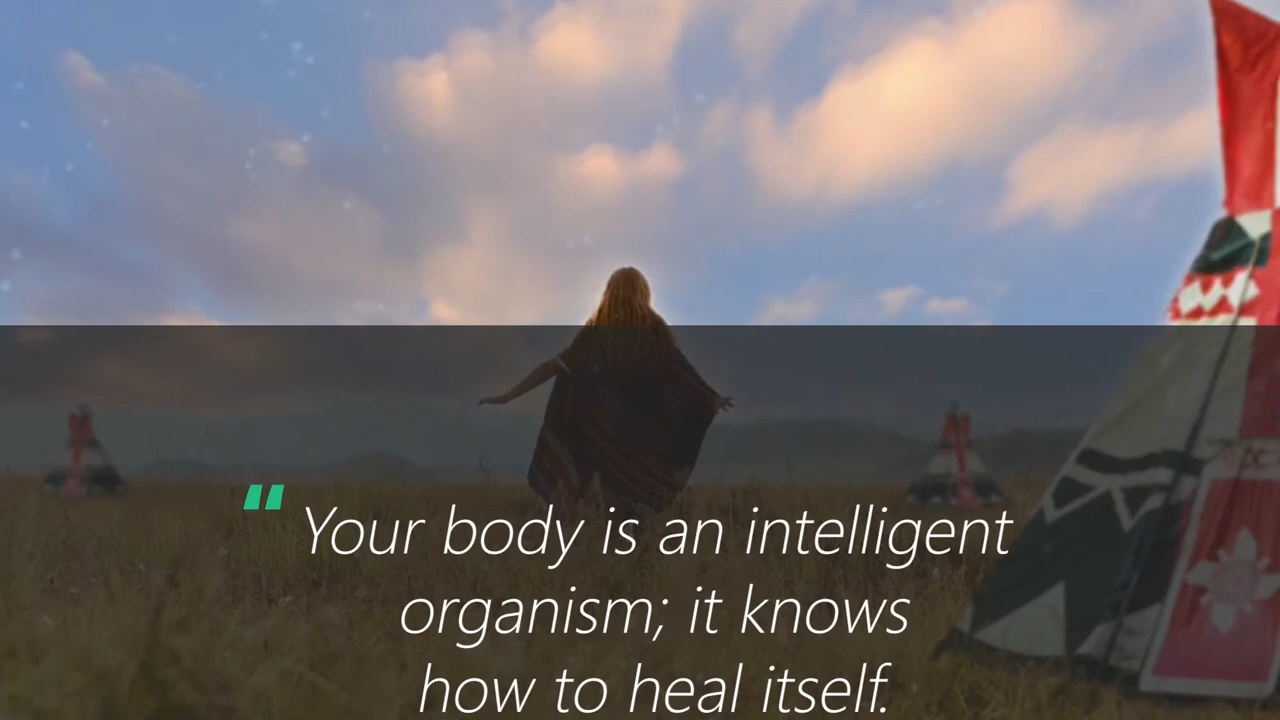 " Your body is an intelligent
organism; it knows
how to heal itself.